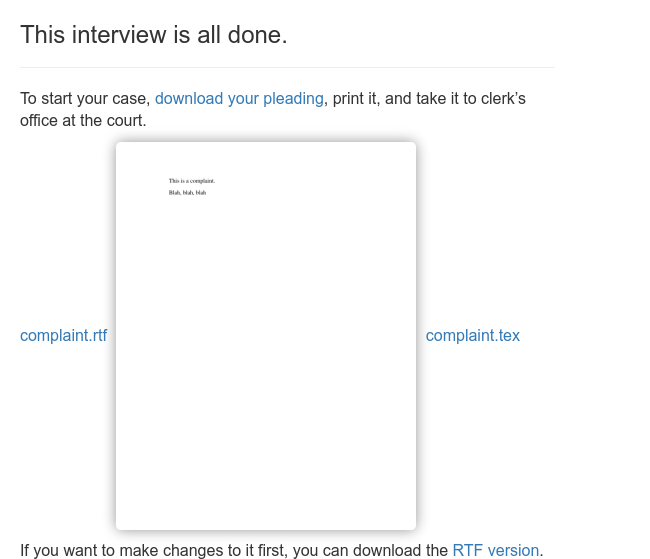 This interview is all done.
To start your case, download your pleading, print it, and take it to clerk’s
office at the court.
This is a complaint.
Blah, blah, blah
complaint.rtf
complaint.tex
If you want to make changes to it first, you can download the RTF version.